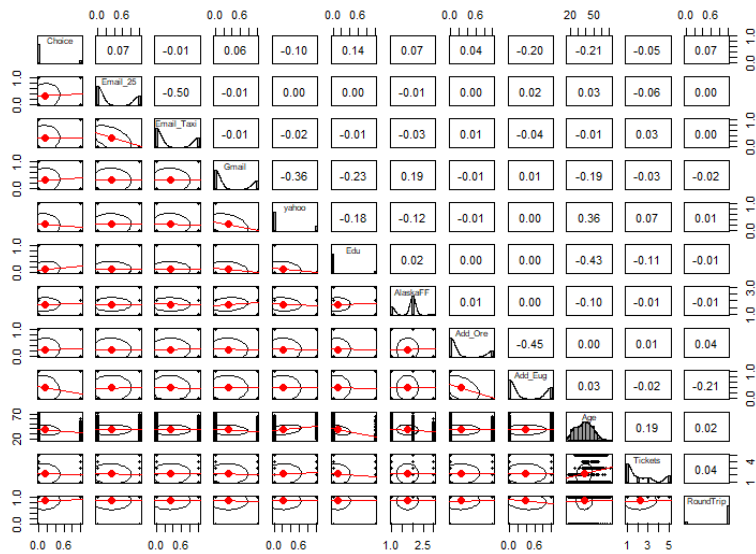 0.0 0.6 0.0 0.6 0.0 0.6 0.0 0.6 20 50 0.0 0.6
Choice 0.07 -0.01 0.06 -0.10 0.14 0.07 0.04 -0.20 -0.21 -0.05 0.07 0.0 1.0
0.0 1.0 Email_25 -0.50 -0.01 0.00 0.00 -0.01 0.00 0.02 0.03 -0.06 0.00
Email_Taxi -0.01 -0.02 -0.01 -0.03 0.01 -0.04 -0.01 0.03 0.00 0.0 1.0
0.0 1.0 Gmail -0.36 -0.23 0.19 -0.01 0.01 -0.19 -0.03 -0.02
yahoo -0.18 -0.12 -0.01 0.00 0.36 0.07 0.01 0.0 1.0
0.0 1.0 Edu 0.02 0.00 0.00 -0.43 -0.11 -0.01
AlaskaFF 0.01 0.00 -0.10 -0.01 -0.01 1.0 3.0
0.0 1.0 Add_Ore -0.45 0.00 0.01 0.04
Add_Eug 0.03 -0.02 -0.21 0.0 1.0
20 70 Age 0.19 0.02
Tickets 0.04 1 4
0.0 1.0 RoundTrip
0.0 0.6 0.0 0.6 0.0 0.6 1.0 2.5 0.0 0.6 1 3 5